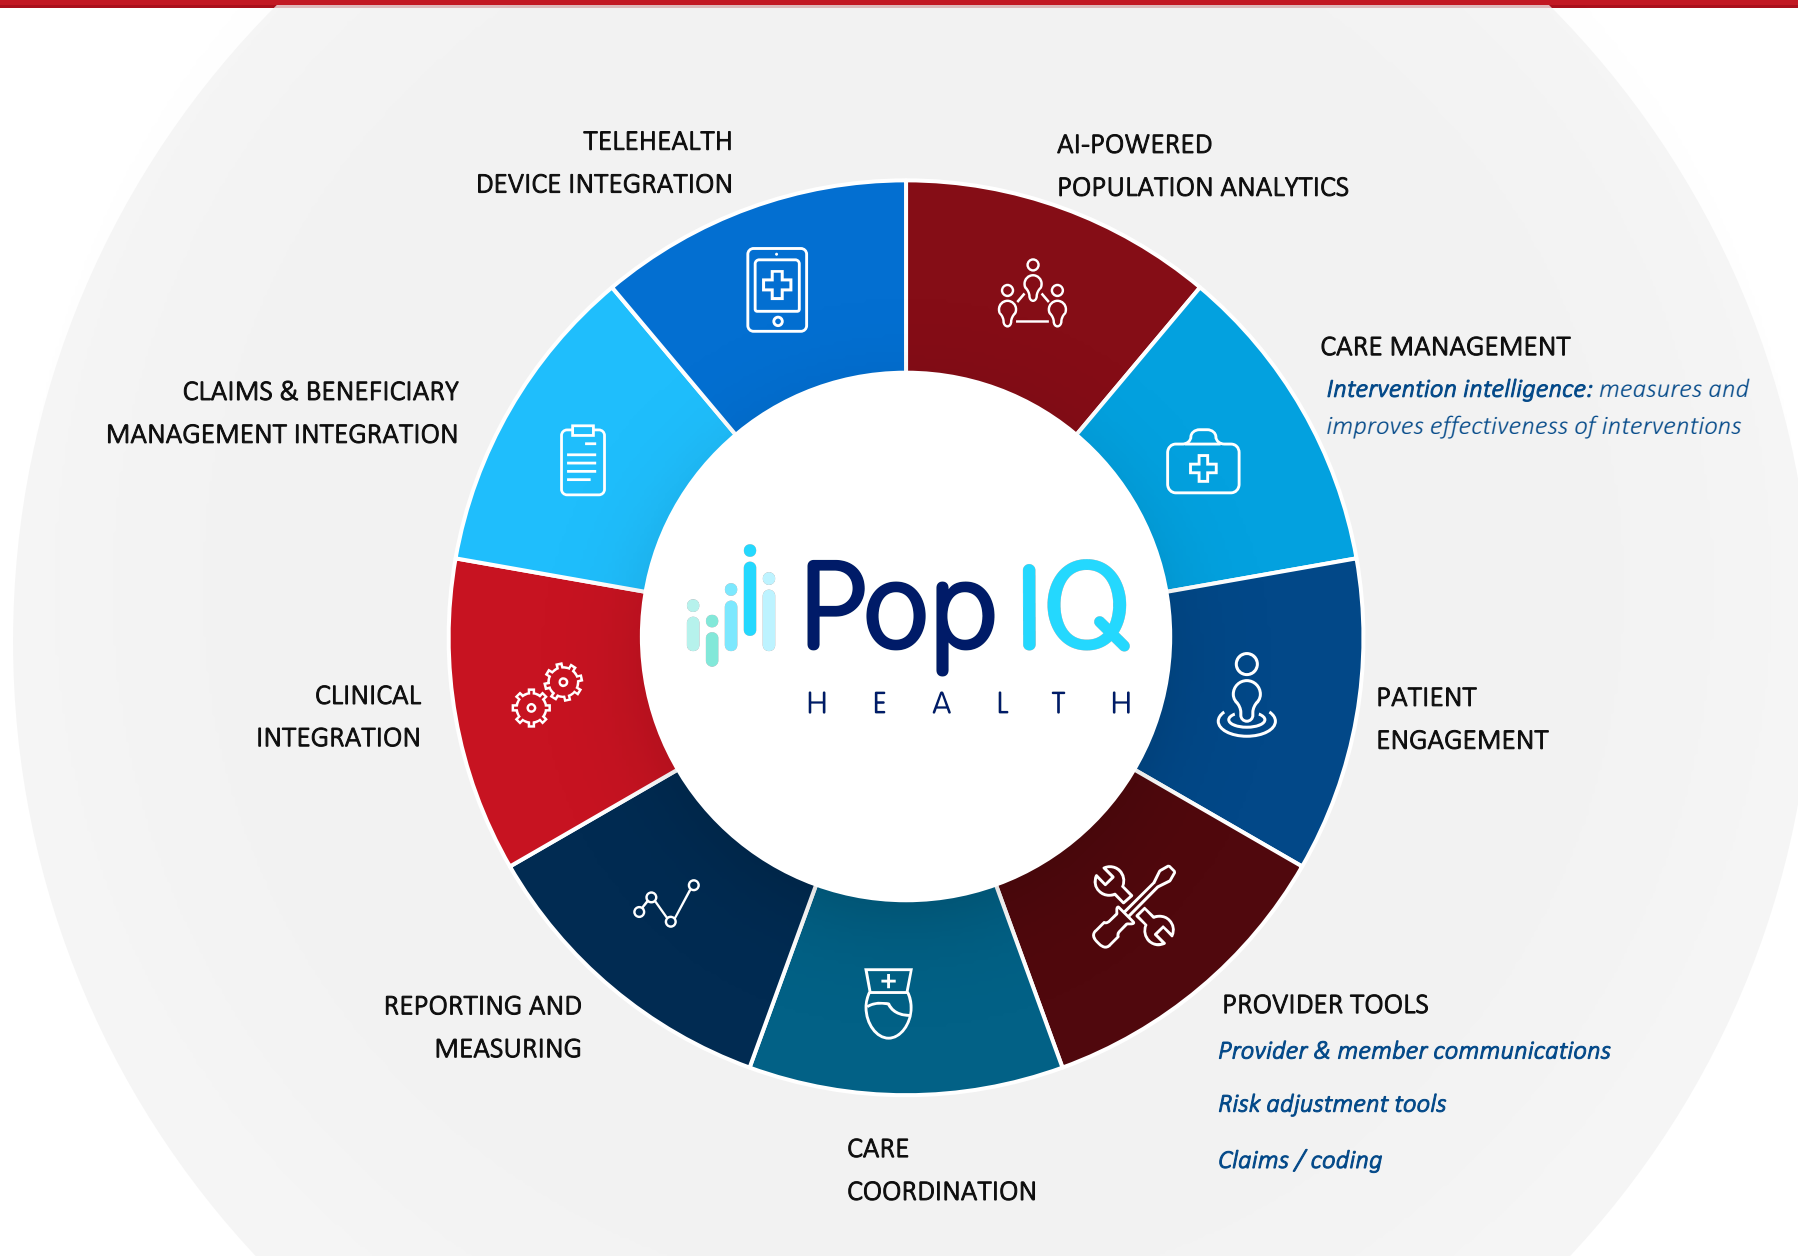 TELEHEALTH
DEVICE INTEGRATION
AI-POWERED
POPULATION ANALYTICS
CARE MANAGEMENT
Intervention intelligence: measures and
improves effectiveness of interventions
CLAIMS & BENEFICIARY
MANAGEMENT INTEGRATION
Pop IQ
HEALTH
CLINICAL
INTEGRATION
PATIENT
ENGAGEMENT
REPORTING AND
MEASURING
PROVIDER TOOLS
Provider & member communications
Risk adjustment tools
Claims / coding
CARE
COORDINATION